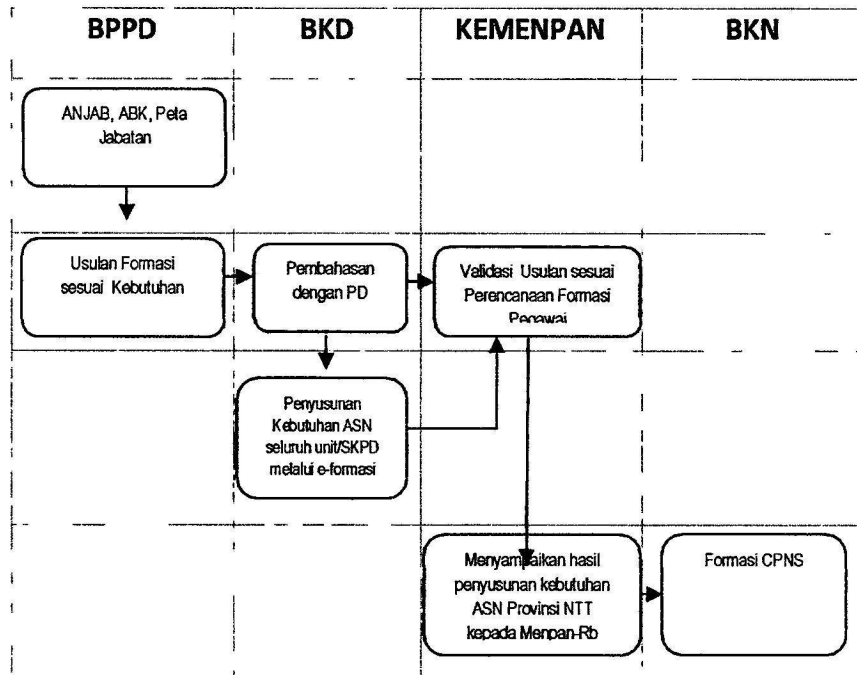 BPPD BKD KEMENPAN BKN
ANJAB, ABK, Peta
Jabatan
Usulan Formasi
sesuai Kebutuhan
Pembahasan
dengan PD
Validasi Usulan sesuai
Perencanaan Formasi
Pegawai
Penyusunan
Kebutuhan ASN
seluruh unit/SKPD
melalui e-formasi
Menyampaikan hasil
penyusunan kebutuhan
ASN Provinsi NTT
kepada Menpan-Rb
Formasi CPNS